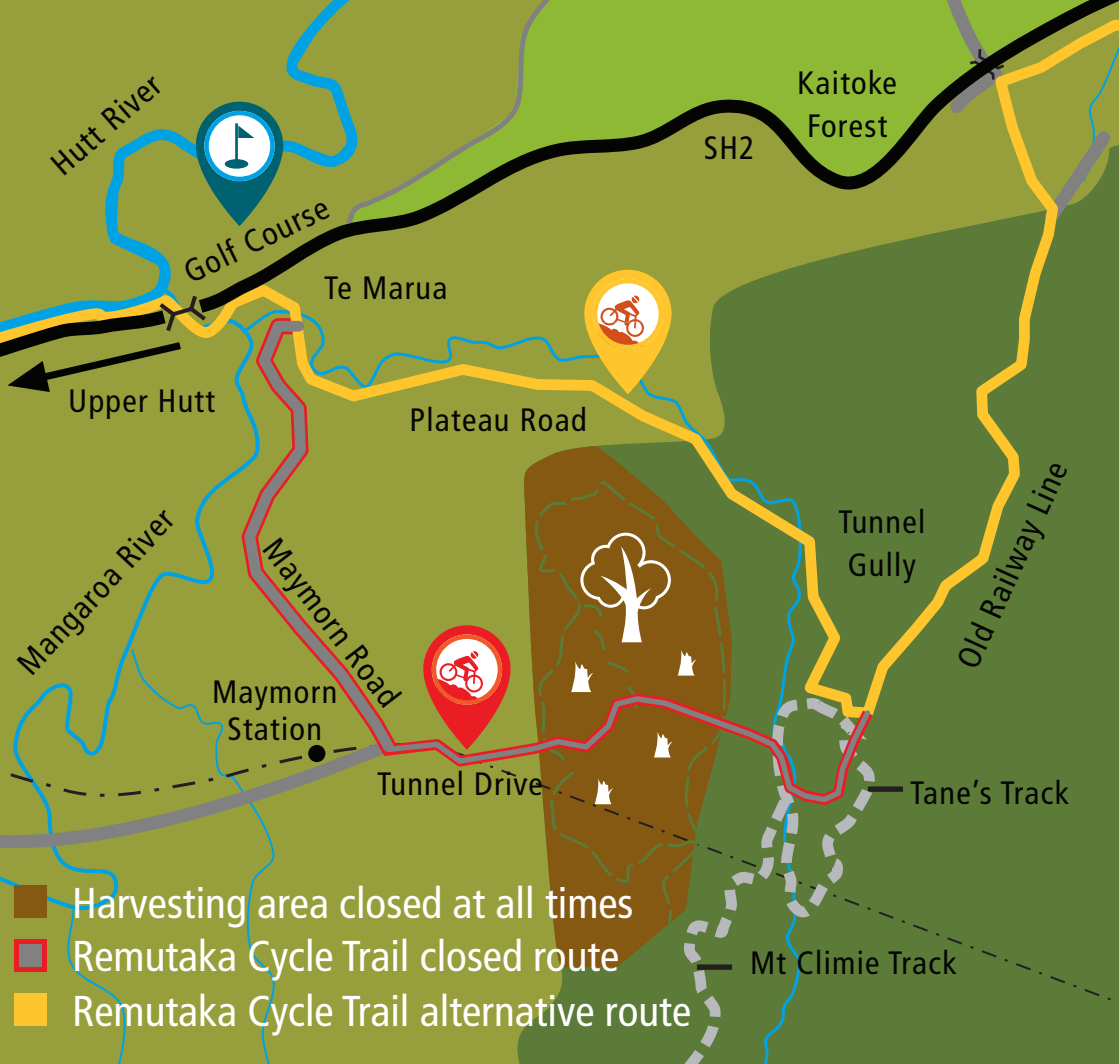 Hutt River
Kaitoke
Forest
SH2
Golf Course
Te Marua
Upper Hutt
Plateau Road
Tunnel
Gully
Old Railway Line
Mangaroa River
Maymorn Road
Maymorn
Station
Tunnel Drive
Tane's Track
Harvesting area closed at all times
Remutaka Cycle Trail closed route
Mt Climie Track
Remutaka Cycle Trail alternative route